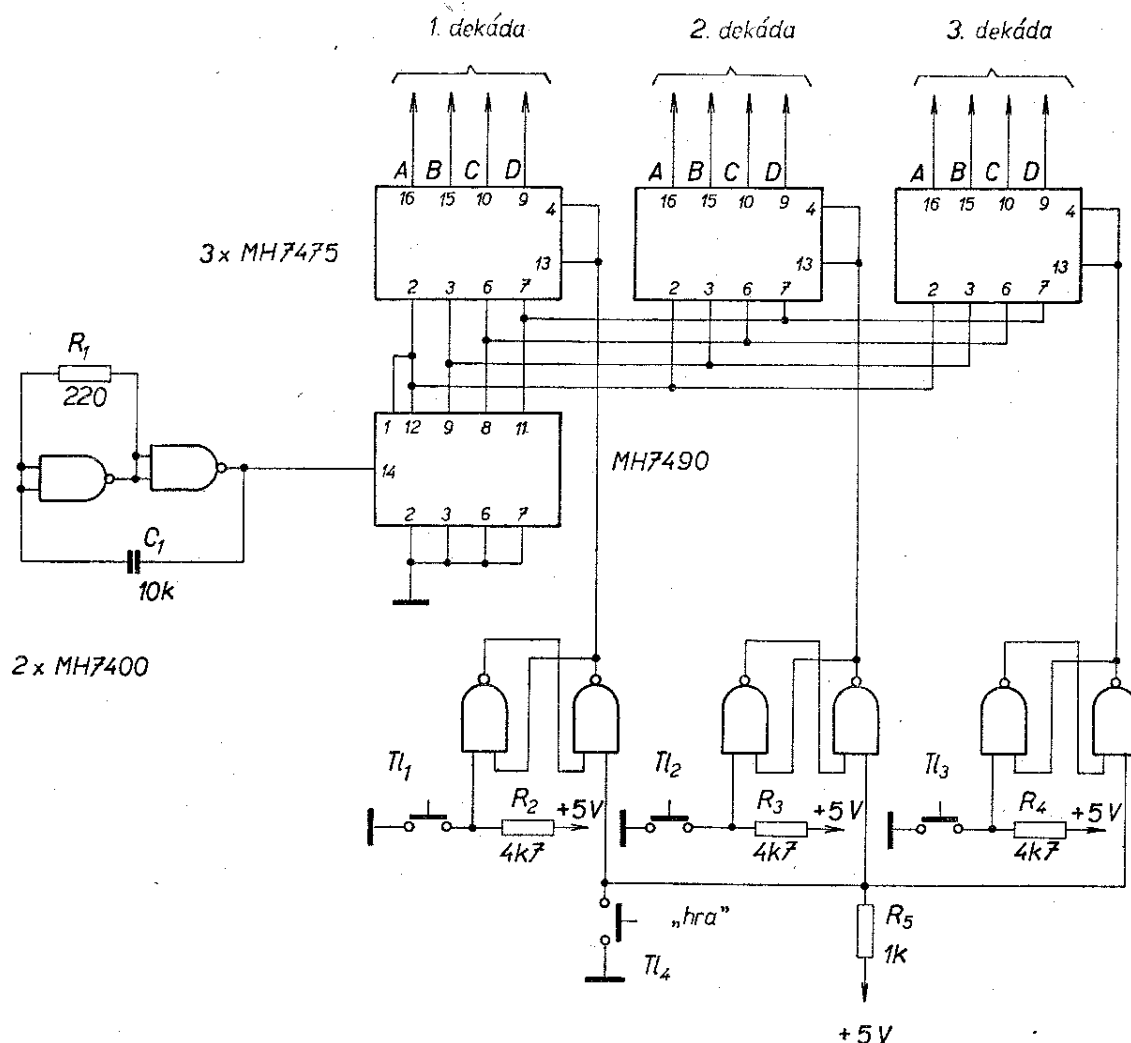 1. dekáda 2. dekáda 3. dekáda
A B C D A B C D A B C D
16 15 10 9 4 16 15 10 9 4 16 15 10 9 4
3x MH7475
13 13 13
2 3 6 7 2 3 6 7 2 3 6 7
R1
220
1 12 9 8 11
14
MH7490
2 3 6 7
C1
10k
2x MH7400
Tl1 R2 +5V Tl2 R3 +5V Tl3 R4 +5V
4k7 4k7 4k7
„hra”
Tl4
R5
1k
+5V